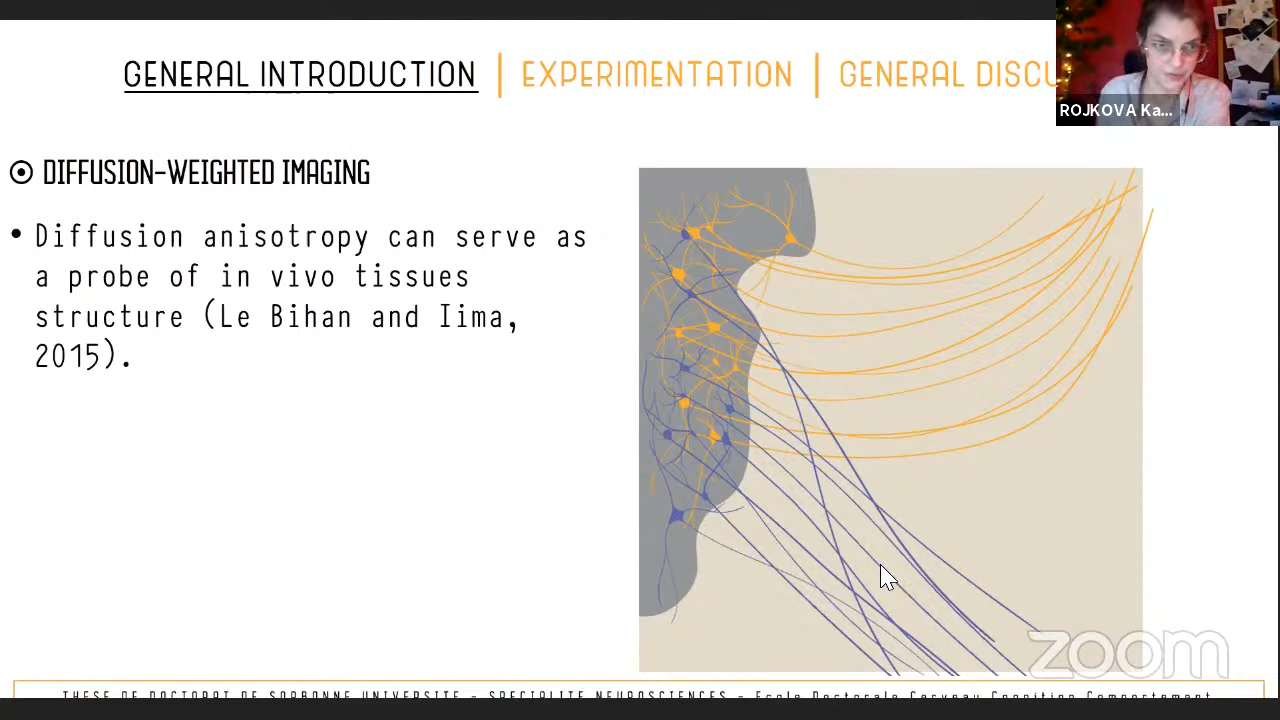 GENERAL INTRODUCTION | EXPERIMENTATION | GENERAL DISCU
ROJKOVA Ka...
DIFFUSION-WEIGHTED IMAGING
• Diffusion anisotropy can serve as
a probe of in vivo tissues
structure (Le Bihan and Iima,
2015).
zoom
THESE DE DOCTORAT DE SORBONNE UNIVERSITE - SPECIALITE NEUROSCIENCES - Ecole Doctorale Cerveau Cognition Comportement